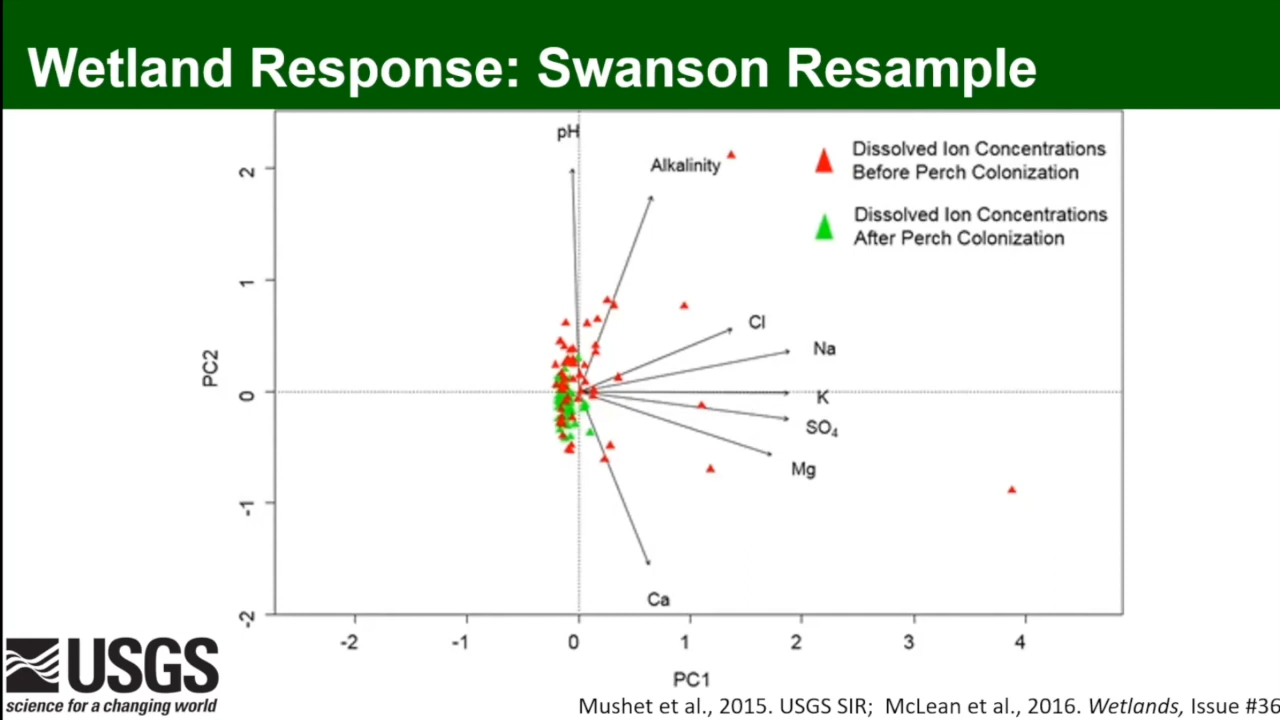 Wetland Response: Swanson Resample
pH
Alkalinity
Dissolved Ion Concentrations
Before Perch Colonization
Dissolved Ion Concentrations
After Perch Colonization
Cl
Na
K
SO₄
Mg
Ca
PC2
2
1
0
-1
-2
-2
-1
0
1
2
3
4
PC1
USGS
science for a changing world
Mushet et al., 2015. USGS SIR; McLean et al., 2016. Wetlands, Issue #36